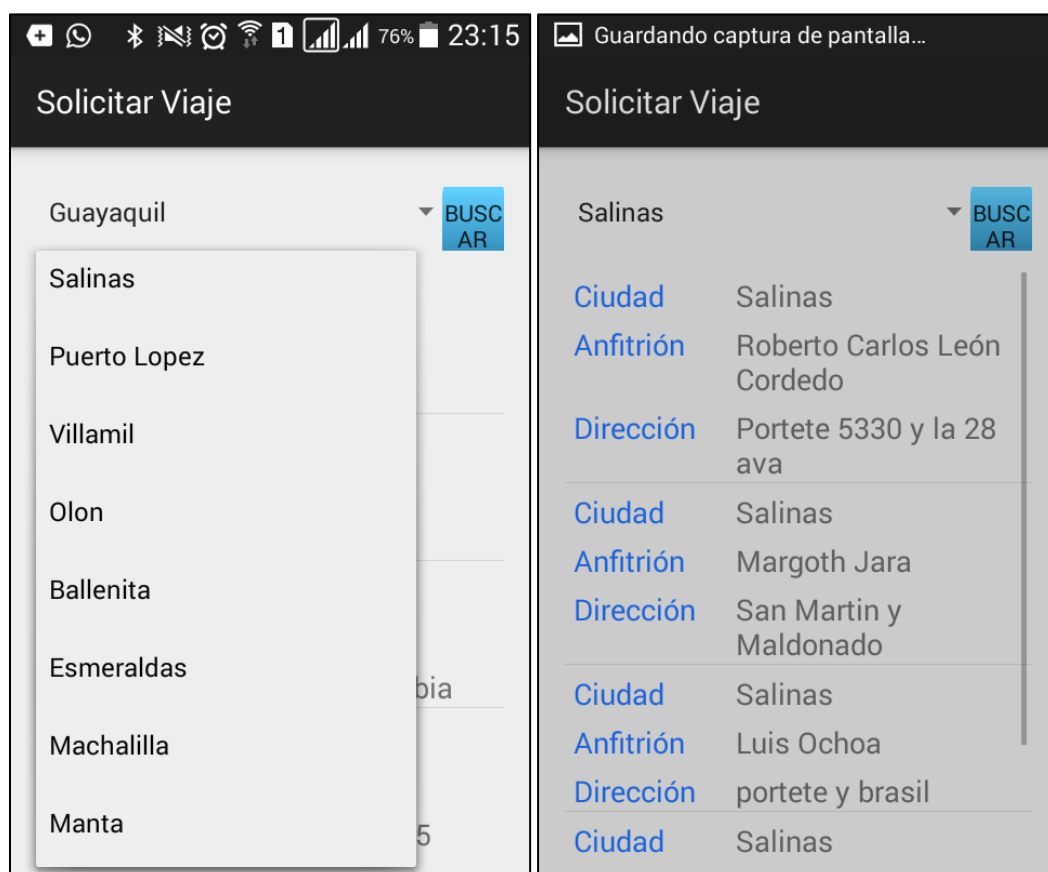 1 76% 23:15
Solicitar Viaje
Guayaquil
BUSC
AR
Salinas
Puerto Lopez
Villamil
Olon
Ballenita
Esmeraldas
bia
Machalilla
Manta
5
Guardando captura de pantalla...
Solicitar Viaje
Salinas
BUSC
AR
Ciudad Salinas
Anfitrión Roberto Carlos León
Cordedo
Dirección Portete 5330 y la 28
ava
Ciudad Salinas
Anfitrión Margoth Jara
Dirección San Martin y
Maldonado
Ciudad Salinas
Anfitrión Luis Ochoa
Dirección portete y brasil
Ciudad Salinas